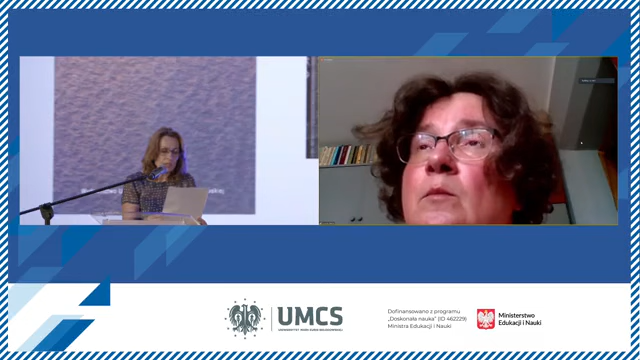 UMCS
UNIWERSYTET MARII CURIE-SKŁODOWSKIEJ
Dofinansowano z programu
„Doskonała nauka” (ID 462229)
Ministra Edukacji i Nauki
Ministerstwo
Edukacji i Nauki